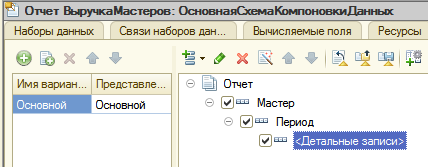 Отчет ВыручкаМастеров: ОсновнаяСхемаКомпоновкиДанных
Наборы данных
Связи наборов дан...
Вычисляемые поля
Ресурсы
Имя вариан...
Представле...
Основной
Основной
Отчет
Мастер
Период
<Детальные записи>